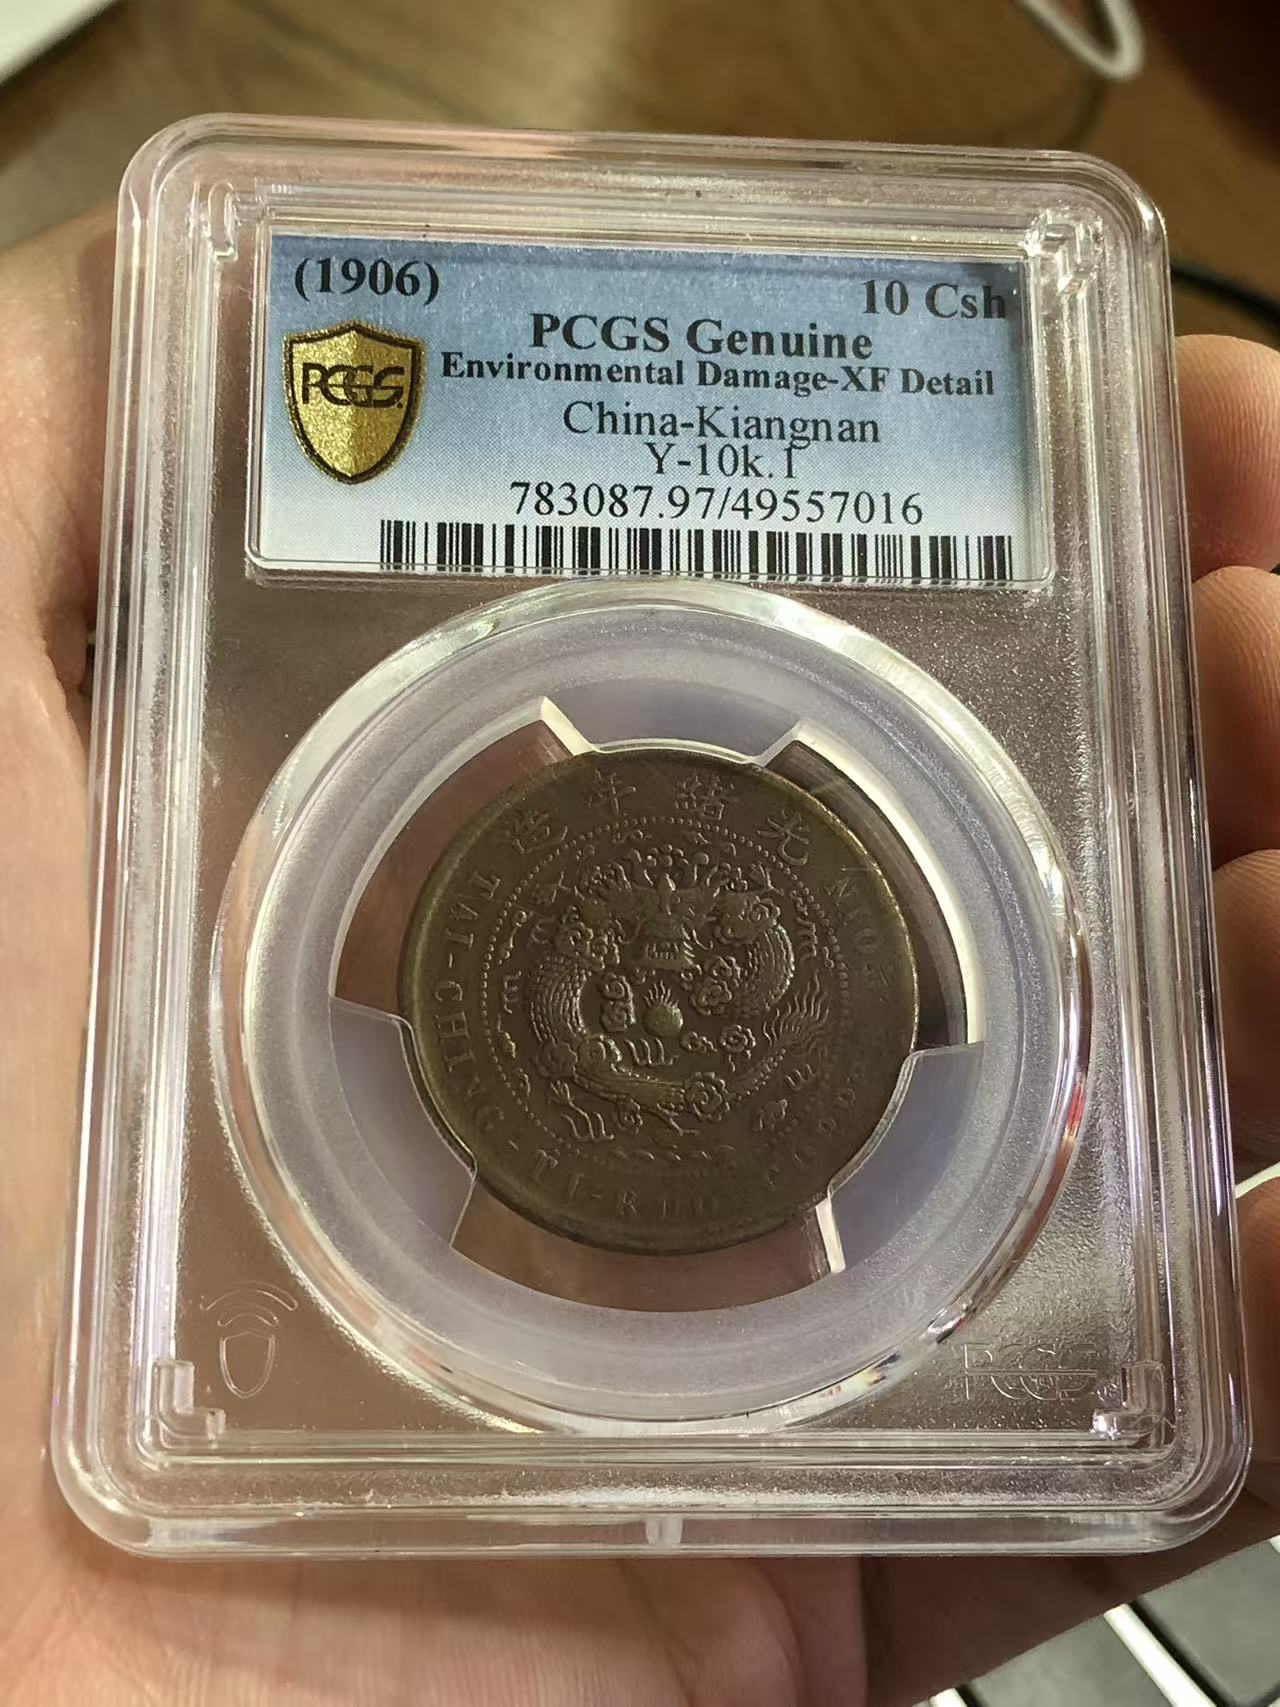 (1906)
10 Csh
PCGS Genuine
Environmental Damage-XF Detail
China-Kiangnan
Y-10k.1
783087.97/49557016
PCGS
光緒年造
TAI-CHING-TI-KUO
COPPER COIN
PCGS